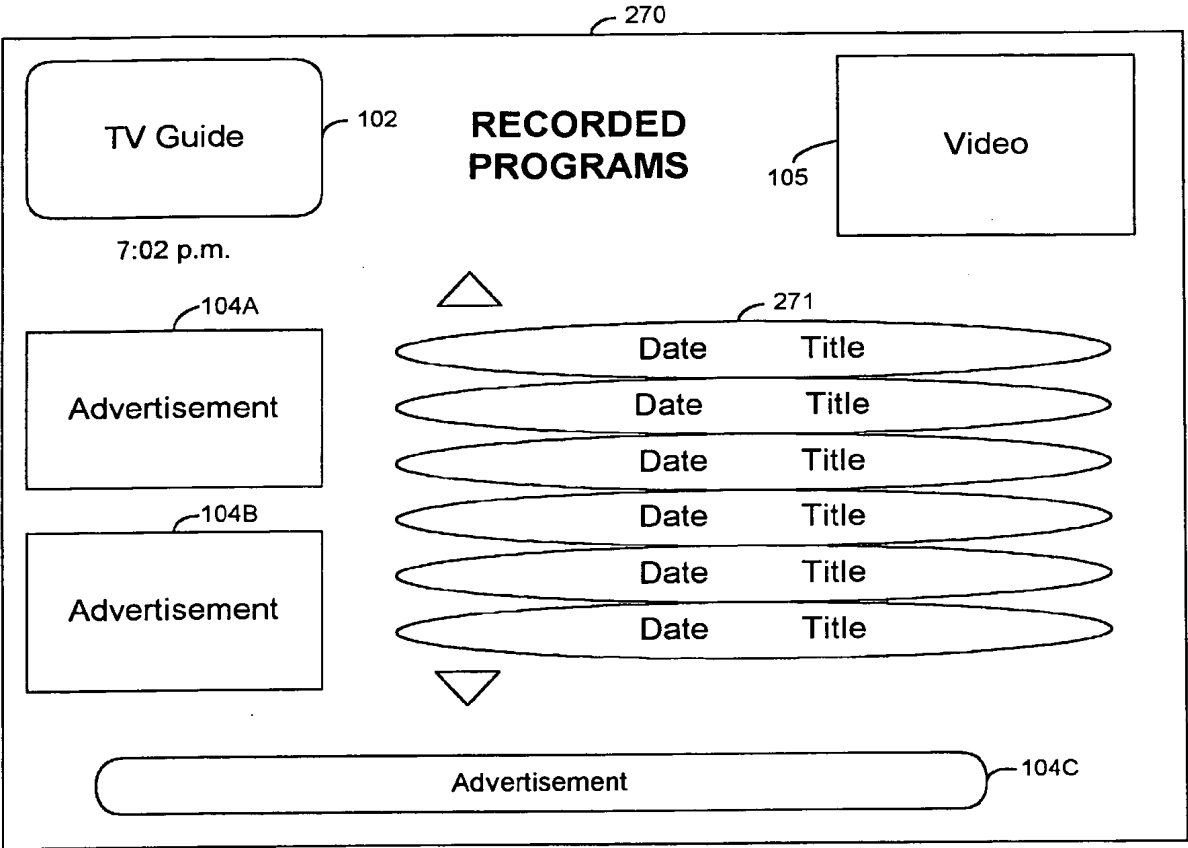 270
TV Guide
102
RECORDED
PROGRAMS
105
Video
7:02 p.m.
104A
Advertisement
271
Date Title
Date Title
Date Title
Date Title
Date Title
Date Title
104B
Advertisement
Advertisement
104C